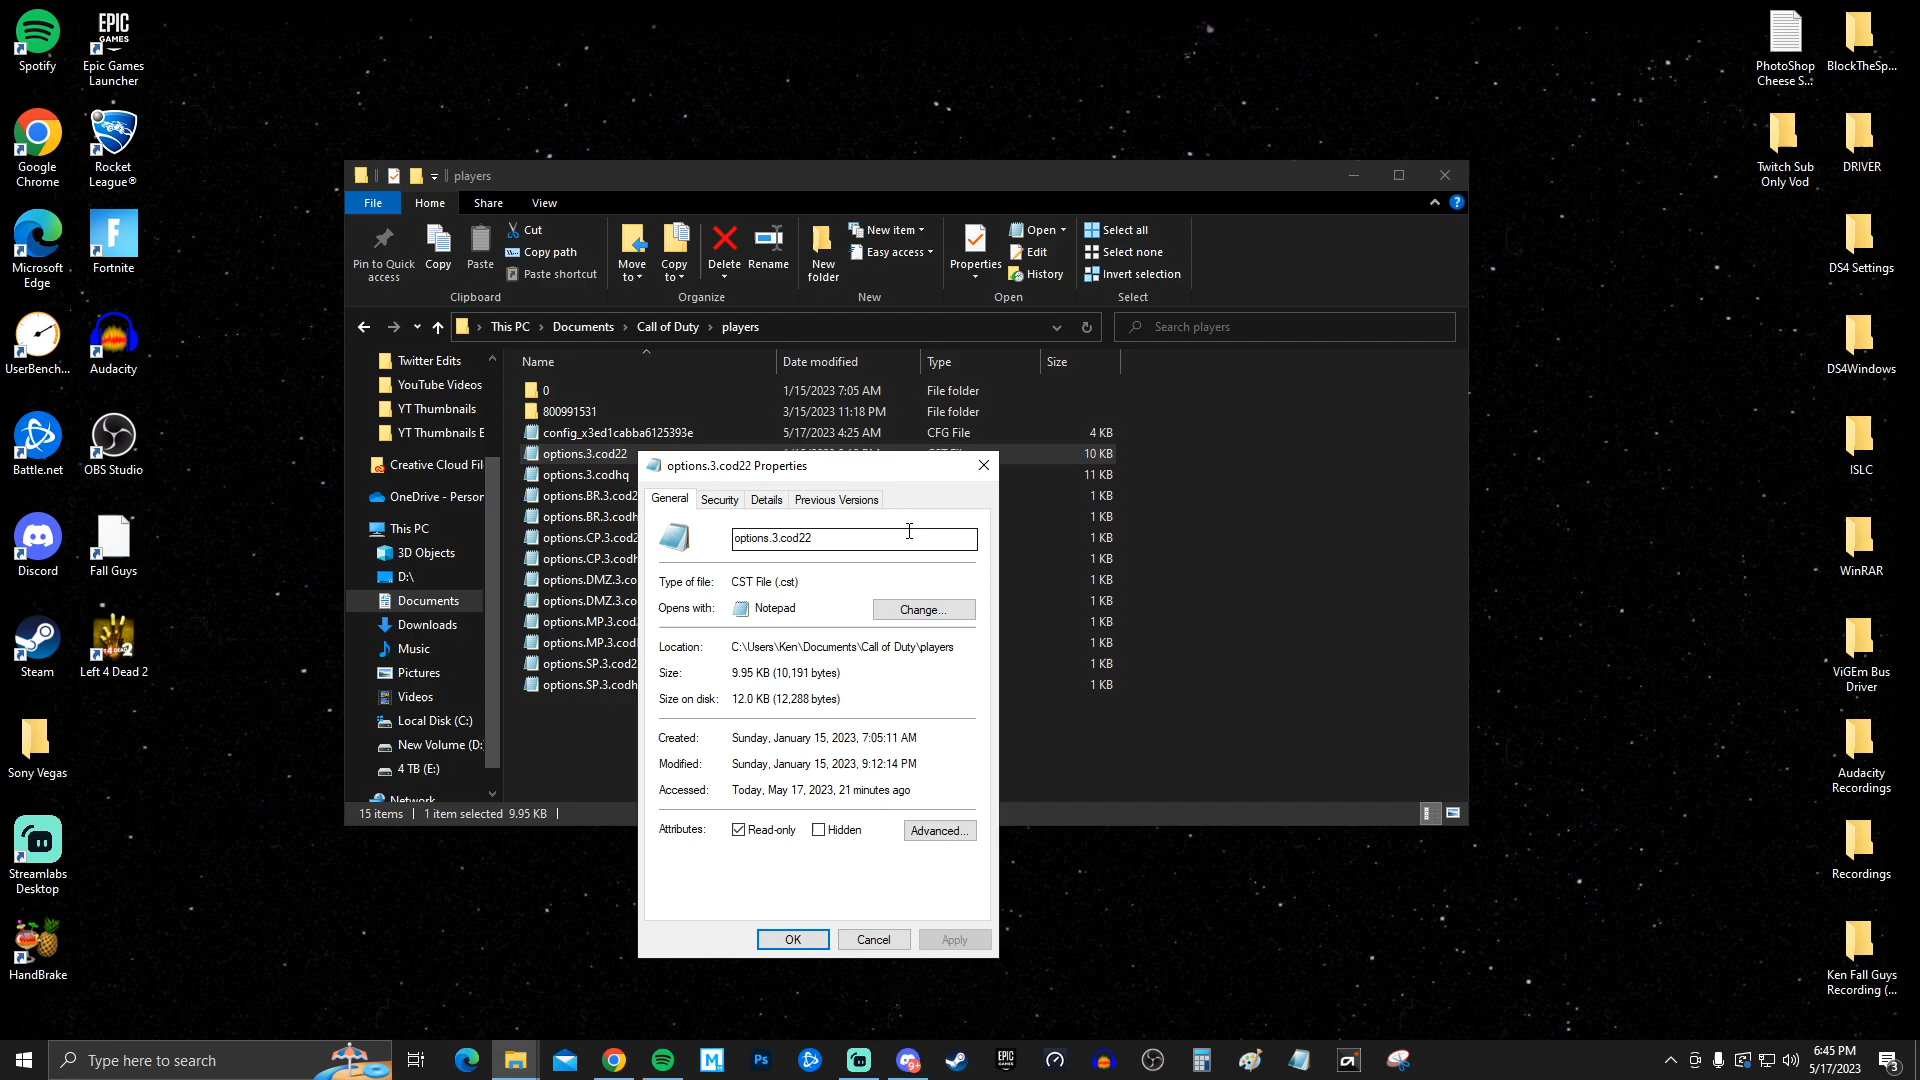 Spotify
Epic Games
Launcher
Google
Chrome
Rocket
League®
Microsoft
Edge
Fortnite
UserBench...
Audacity
Battle.net
OBS Studio
Discord
Fall Guys
Steam
Left 4 Dead 2
Sony Vegas
Streamlabs
Desktop
HandBrake
PhotoShop
Cheese S...
BlockTheSp...
Twitch Sub
Only Vod
DRIVER
DS4 Settings
DS4Windows
ISLC
WinRAR
ViGEm Bus
Driver
Audacity
Recordings
Recordings
Ken Fall Guys
Recording (...
players
File Home Share View
Pin to Quick
access
Copy
Paste
Cut
Copy path
Paste shortcut
Clipboard
Move
to
Copy
to
Delete
Rename
Organize
New
folder
New item
Easy access
New
Properties
Open
Edit
History
Open
Select all
Select none
Invert selection
Select
This PC > Documents > Call of Duty > players
Search players
Twitter Edits
YouTube Videos
YT Thumbnails
YT Thumbnails E
Creative Cloud Fil
OneDrive - Person
This PC
3D Objects
D:\
Documents
Downloads
Music
Pictures
Videos
Local Disk (C:)
New Volume (D:
4 TB (E:)
Network
Name Date modified Type Size
0 1/15/2023 7:05 AM File folder
800991531 3/15/2023 11:18 PM File folder
config_x3ed1cabba6125393e 5/17/2023 4:25 AM CFG File 4 KB
options.3.cod22 10 KB
options.3.codhq 11 KB
options.BR.3.cod2 1 KB
options.BR.3.codh 1 KB
options.CP.3.cod2 1 KB
options.CP.3.codh 1 KB
options.DMZ.3.co 1 KB
options.DMZ.3.co 1 KB
options.MP.3.cod 1 KB
options.MP.3.cod 1 KB
options.SP.3.cod2 1 KB
options.SP.3.codh 1 KB
15 items 1 item selected 9.95 KB
options.3.cod22 Properties
General Security Details Previous Versions
options.3.cod22
Type of file: CST File (.cst)
Opens with: Notepad Change...
Location: C:\Users\Ken\Documents\Call of Duty\players
Size: 9.95 KB (10,191 bytes)
Size on disk: 12.0 KB (12,288 bytes)
Created: Sunday, January 15, 2023, 7:05:11 AM
Modified: Sunday, January 15, 2023, 9:12:14 PM
Accessed: Today, May 17, 2023, 21 minutes ago
Attributes: Read-only Hidden Advanced...
OK Cancel Apply
Type here to search
Ps
EPIC
9+
6:45 PM
5/17/2023
3